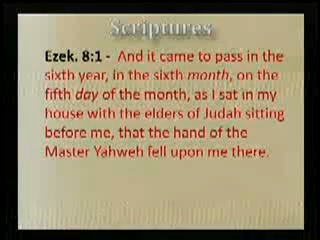 Scriptures
Ezek. 8:1 - And it came to pass in the
sixth year, in the sixth month, on the
fifth day of the month, as I sat in my
house with the elders of Judah sitting
before me, that the hand of the
Master Yahweh fell upon me there.